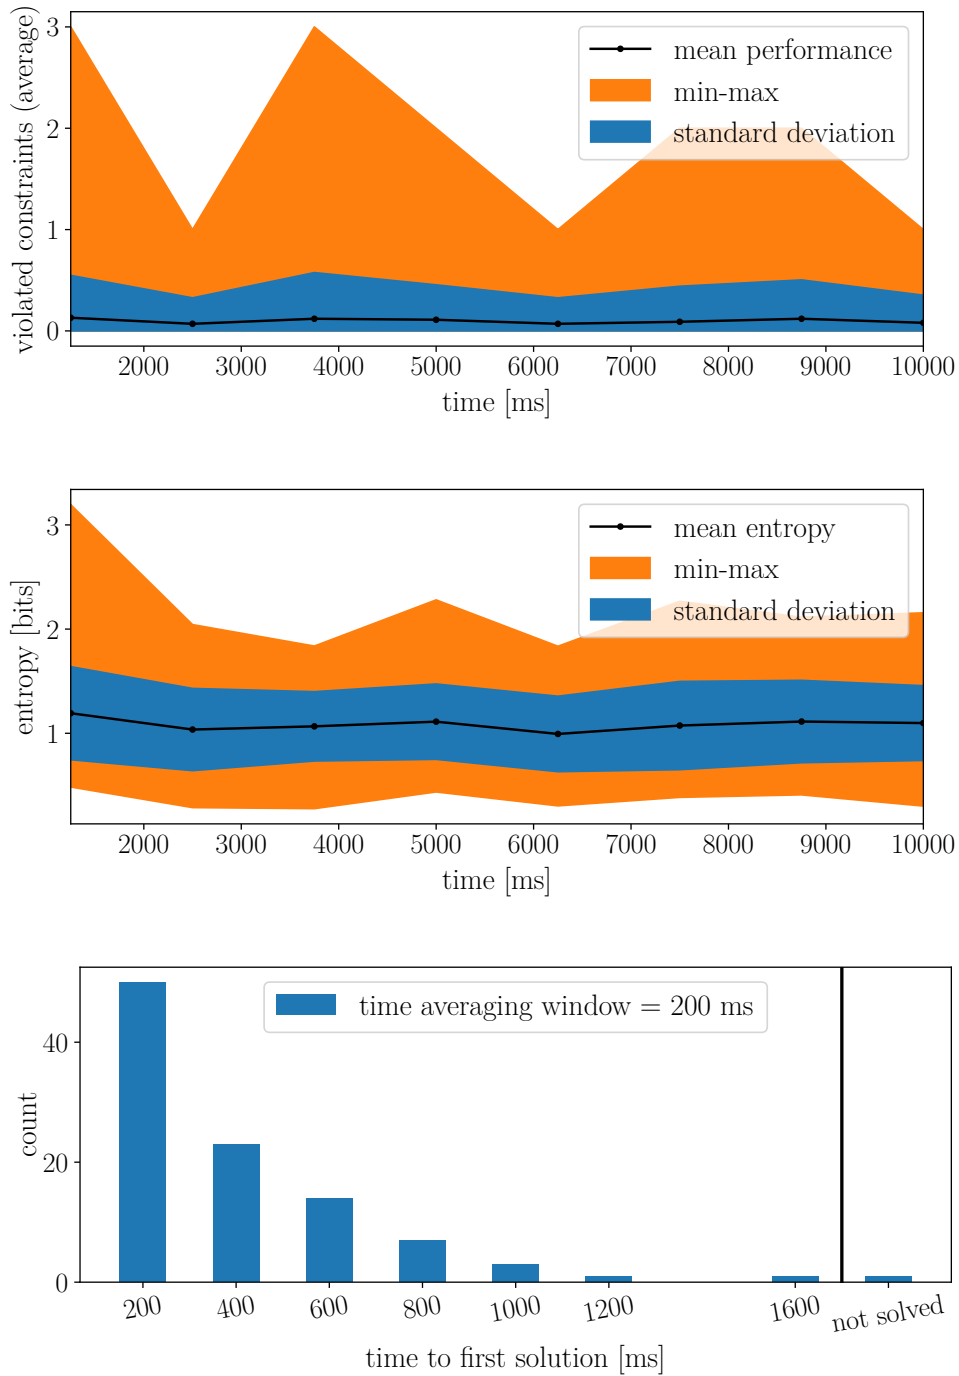 violated constraints (average)
3
2
1
0
mean performance
min-max
standard deviation
2000 3000 4000 5000 6000 7000 8000 9000 10000
time [ms]
entropy [bits]
3
2
1
mean entropy
min-max
standard deviation
2000 3000 4000 5000 6000 7000 8000 9000 10000
time [ms]
count
40
20
0
time averaging window = 200 ms
200 400 600 800 1000 1200 1600 not solved
time to first solution [ms]